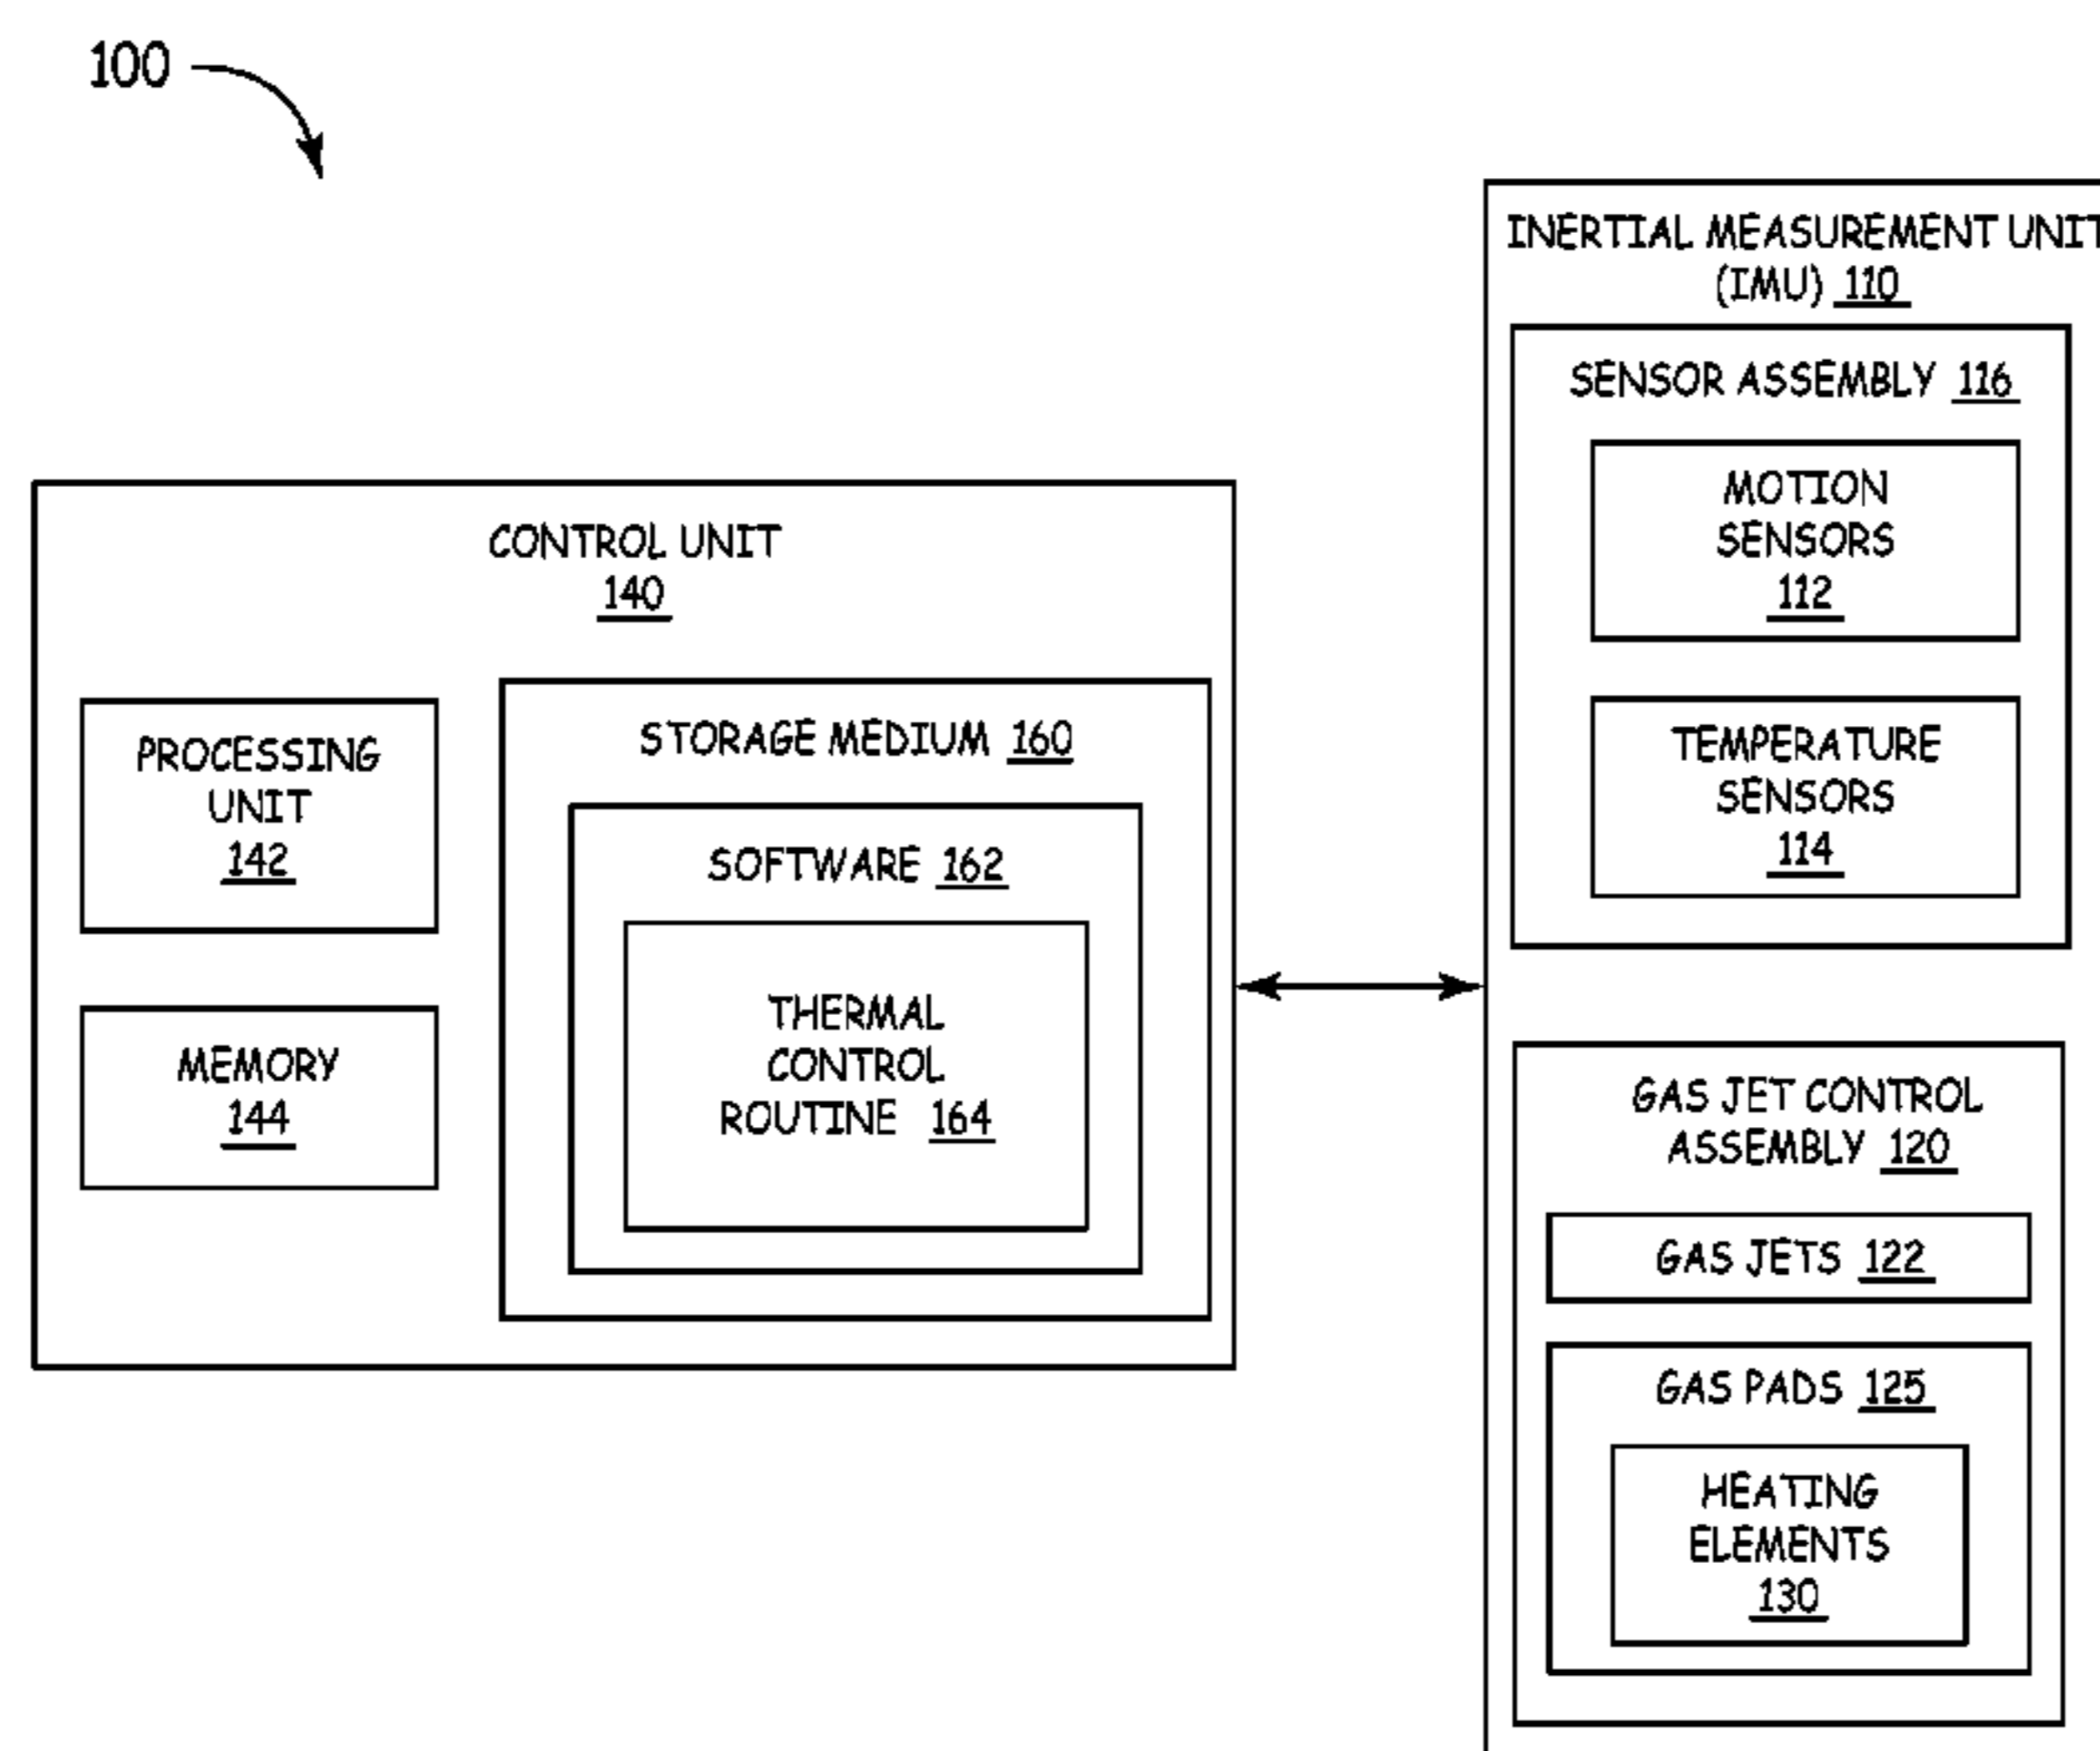 100
CONTROL UNIT
140
PROCESSING
UNIT
142
MEMORY
144
STORAGE MEDIUM 160
SOFTWARE 162
THERMAL
CONTROL
ROUTINE 164
INERTIAL MEASUREMENT UNIT
(IMU) 110
SENSOR ASSEMBLY 116
MOTION
SENSORS
112
TEMPERATURE
SENSORS
114
GAS JET CONTROL
ASSEMBLY 120
GAS JETS 122
GAS PADS 125
HEATING
ELEMENTS
130